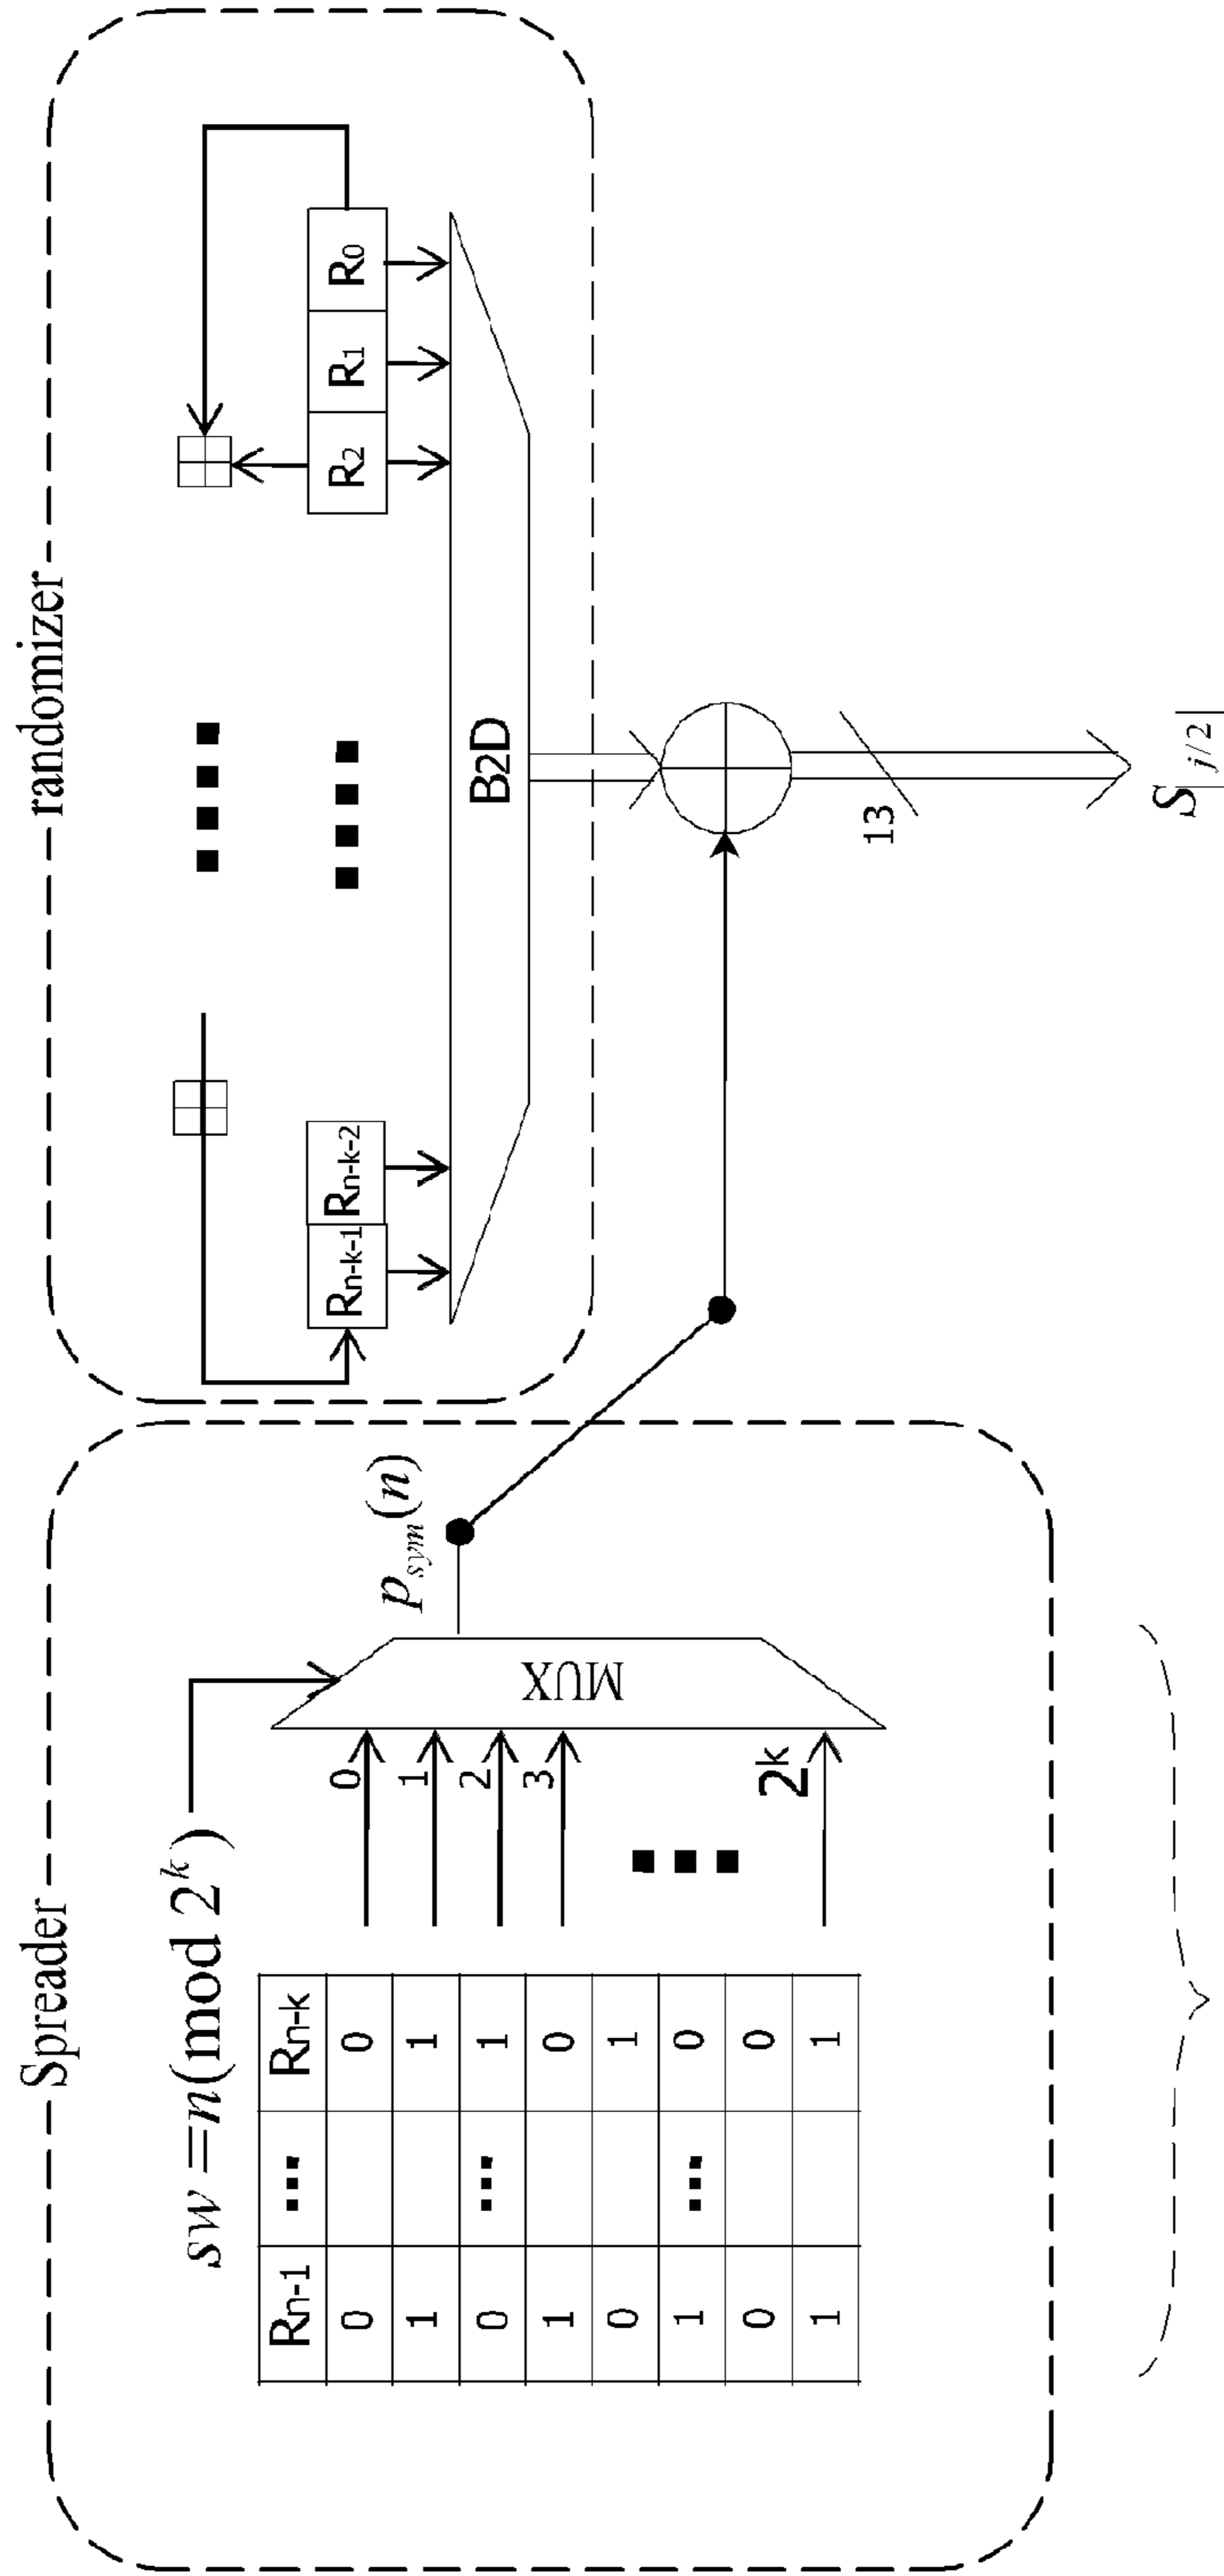 Spreader
randomizer
sw =n(mod 2^k)
Rn-1 ... Rn-k
0 0
1 1
0 ... 1
1 0
0 1
1 ... 0
0 0
1 1
0
1
2
3
2^k
MUX
p_sym(n)
Rn-k-1 Rn-k-2
R2 R1 R0
B2D
13
S|j/2|